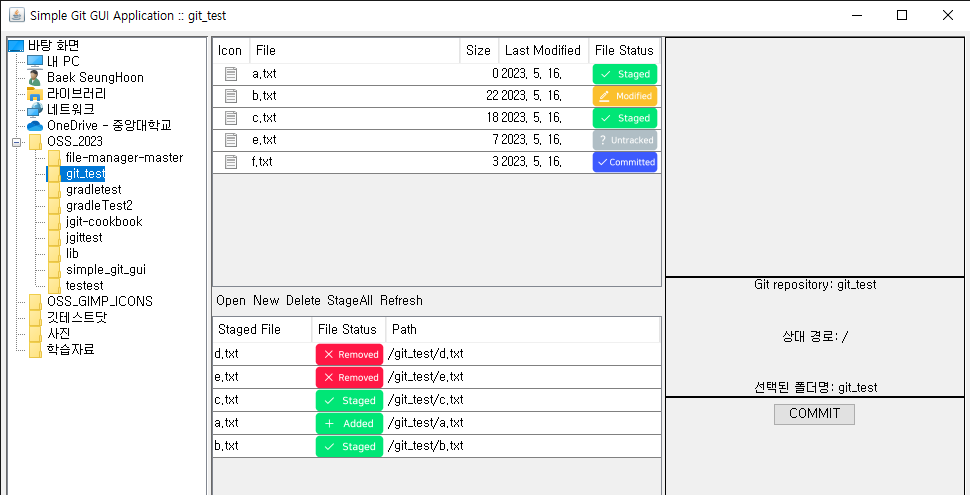 Simple Git GUI Application :: git_test
바탕 화면
내 PC
Baek SeungHoon
라이브러리
네트워크
OneDrive - 중앙대학교
OSS_2023
file-manager-master
git_test
gradletest
gradleTest2
jgit-cookbook
jgittest
lib
simple_git_gui
testest
OSS_GIMP_ICONS
깃테스트닷
사진
학습자료
Icon File Size Last Modified File Status
a.txt 0 2023. 5. 16. Staged
b.txt 22 2023. 5. 16. Modified
c.txt 18 2023. 5. 16. Staged
e.txt 7 2023. 5. 16. Untracked
f.txt 3 2023. 5. 16. Committed
Open New Delete StageAll Refresh
Staged File File Status Path
d.txt Removed /git_test/d.txt
e.txt Removed /git_test/e.txt
c.txt Staged /git_test/c.txt
a.txt Added /git_test/a.txt
b.txt Staged /git_test/b.txt
Git repository: git_test
상대 경로: /
선택된 폴더명: git_test
COMMIT